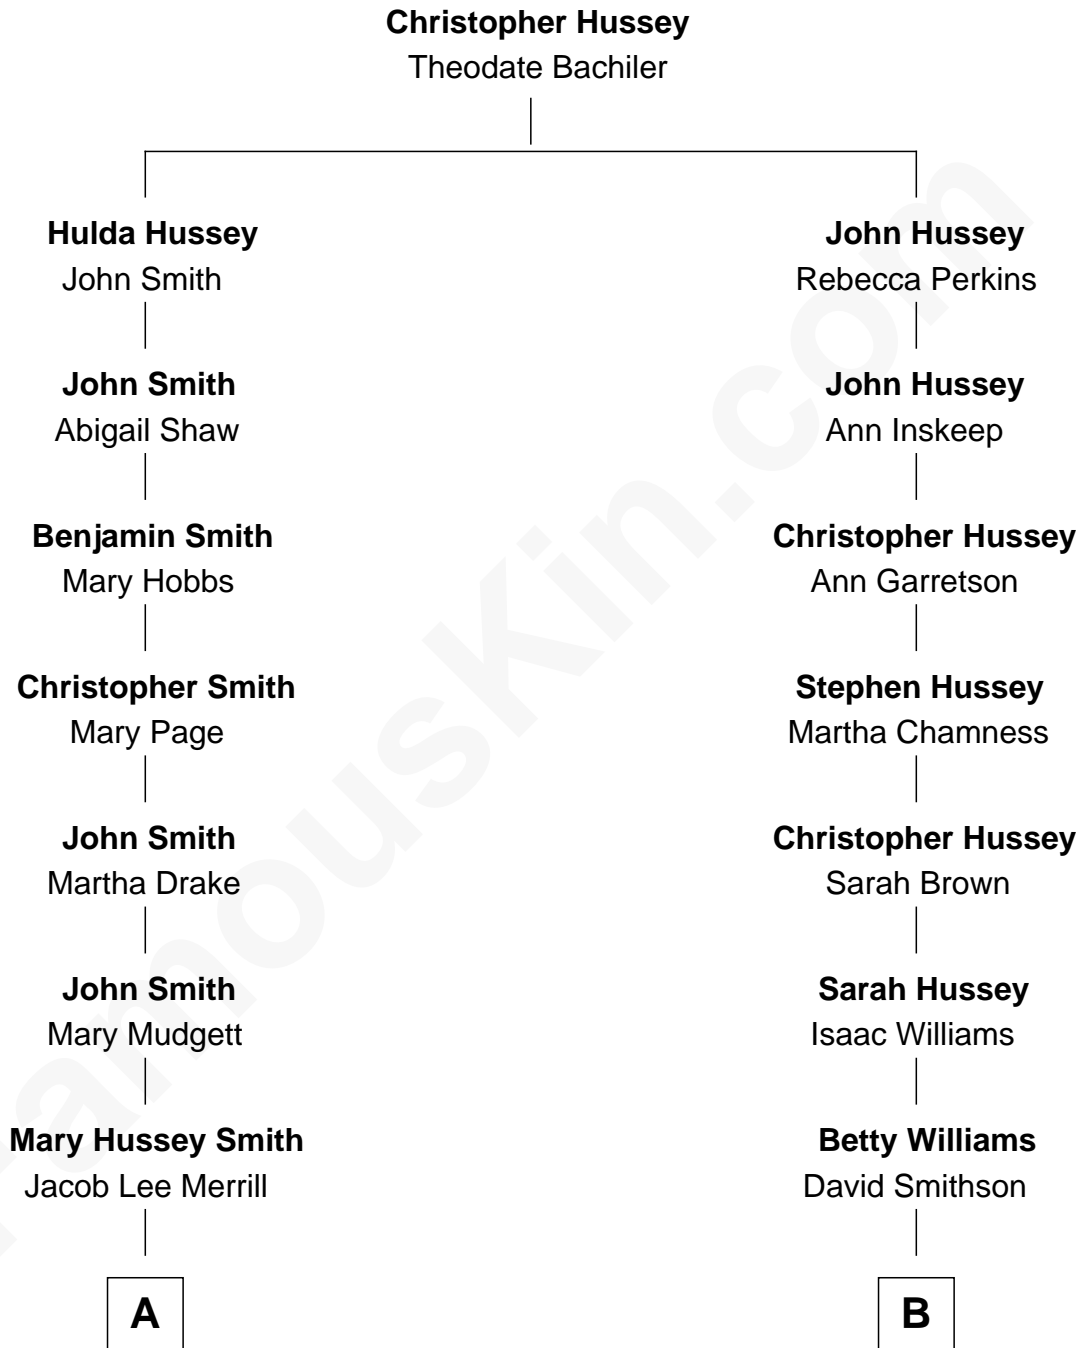 Christopher Hussey
Theodate Bachiler
Hulda Hussey
John Smith
John Hussey
Rebecca Perkins
John Smith
Abigail Shaw
John Hussey
Ann Inskeep
Benjamin Smith
Mary Hobbs
Christopher Hussey
Ann Garretson
Christopher Smith
Mary Page
Stephen Hussey
Martha Chamness
John Smith
Martha Drake
Christopher Hussey
Sarah Brown
John Smith
Mary Mudgett
Sarah Hussey
Isaac Williams
Mary Hussey Smith
Jacob Lee Merrill
Betty Williams
David Smithson
A
B
FamousKin.com